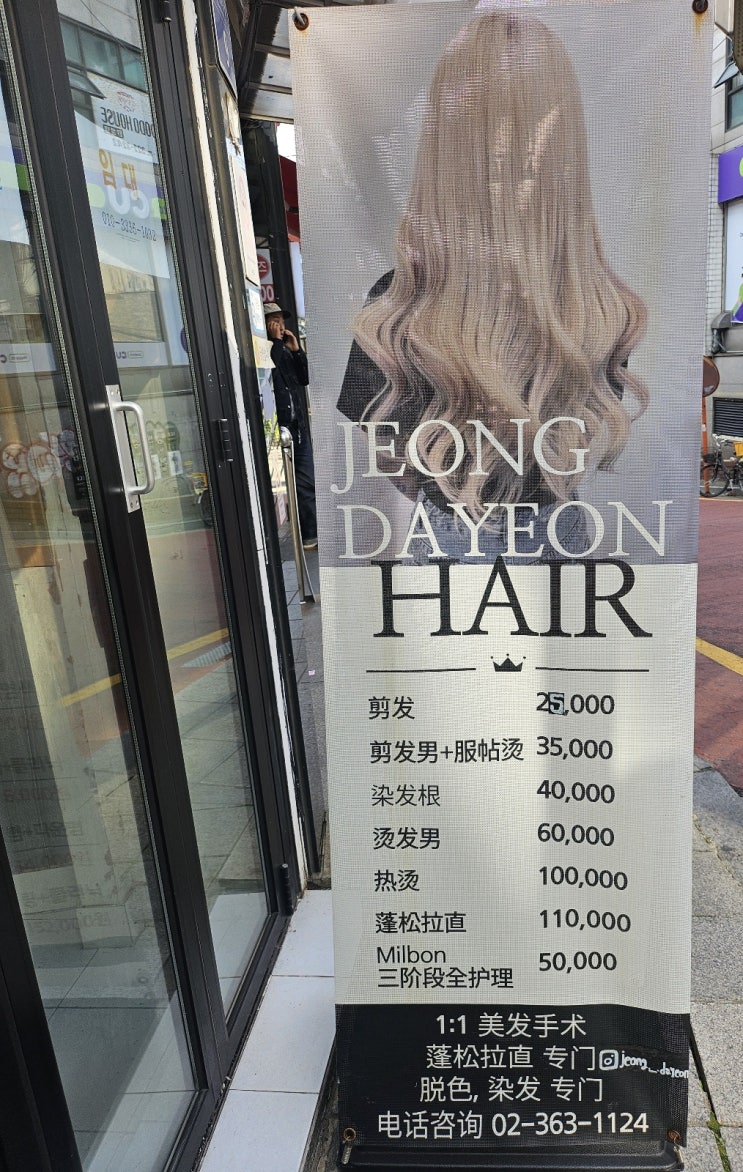 JEONG
DAYEON
HAIR
剪发 25,000
剪发男+服帖烫 35,000
染发根 40,000
烫发男 60,000
热烫 100,000
蓬松拉直 110,000
Milbon
三阶段全护理 50,000
1:1 美发手术
蓬松拉直 专门 jeong__.dayeon
脱色, 染发 专门
电话咨询 02-363-1124
CU